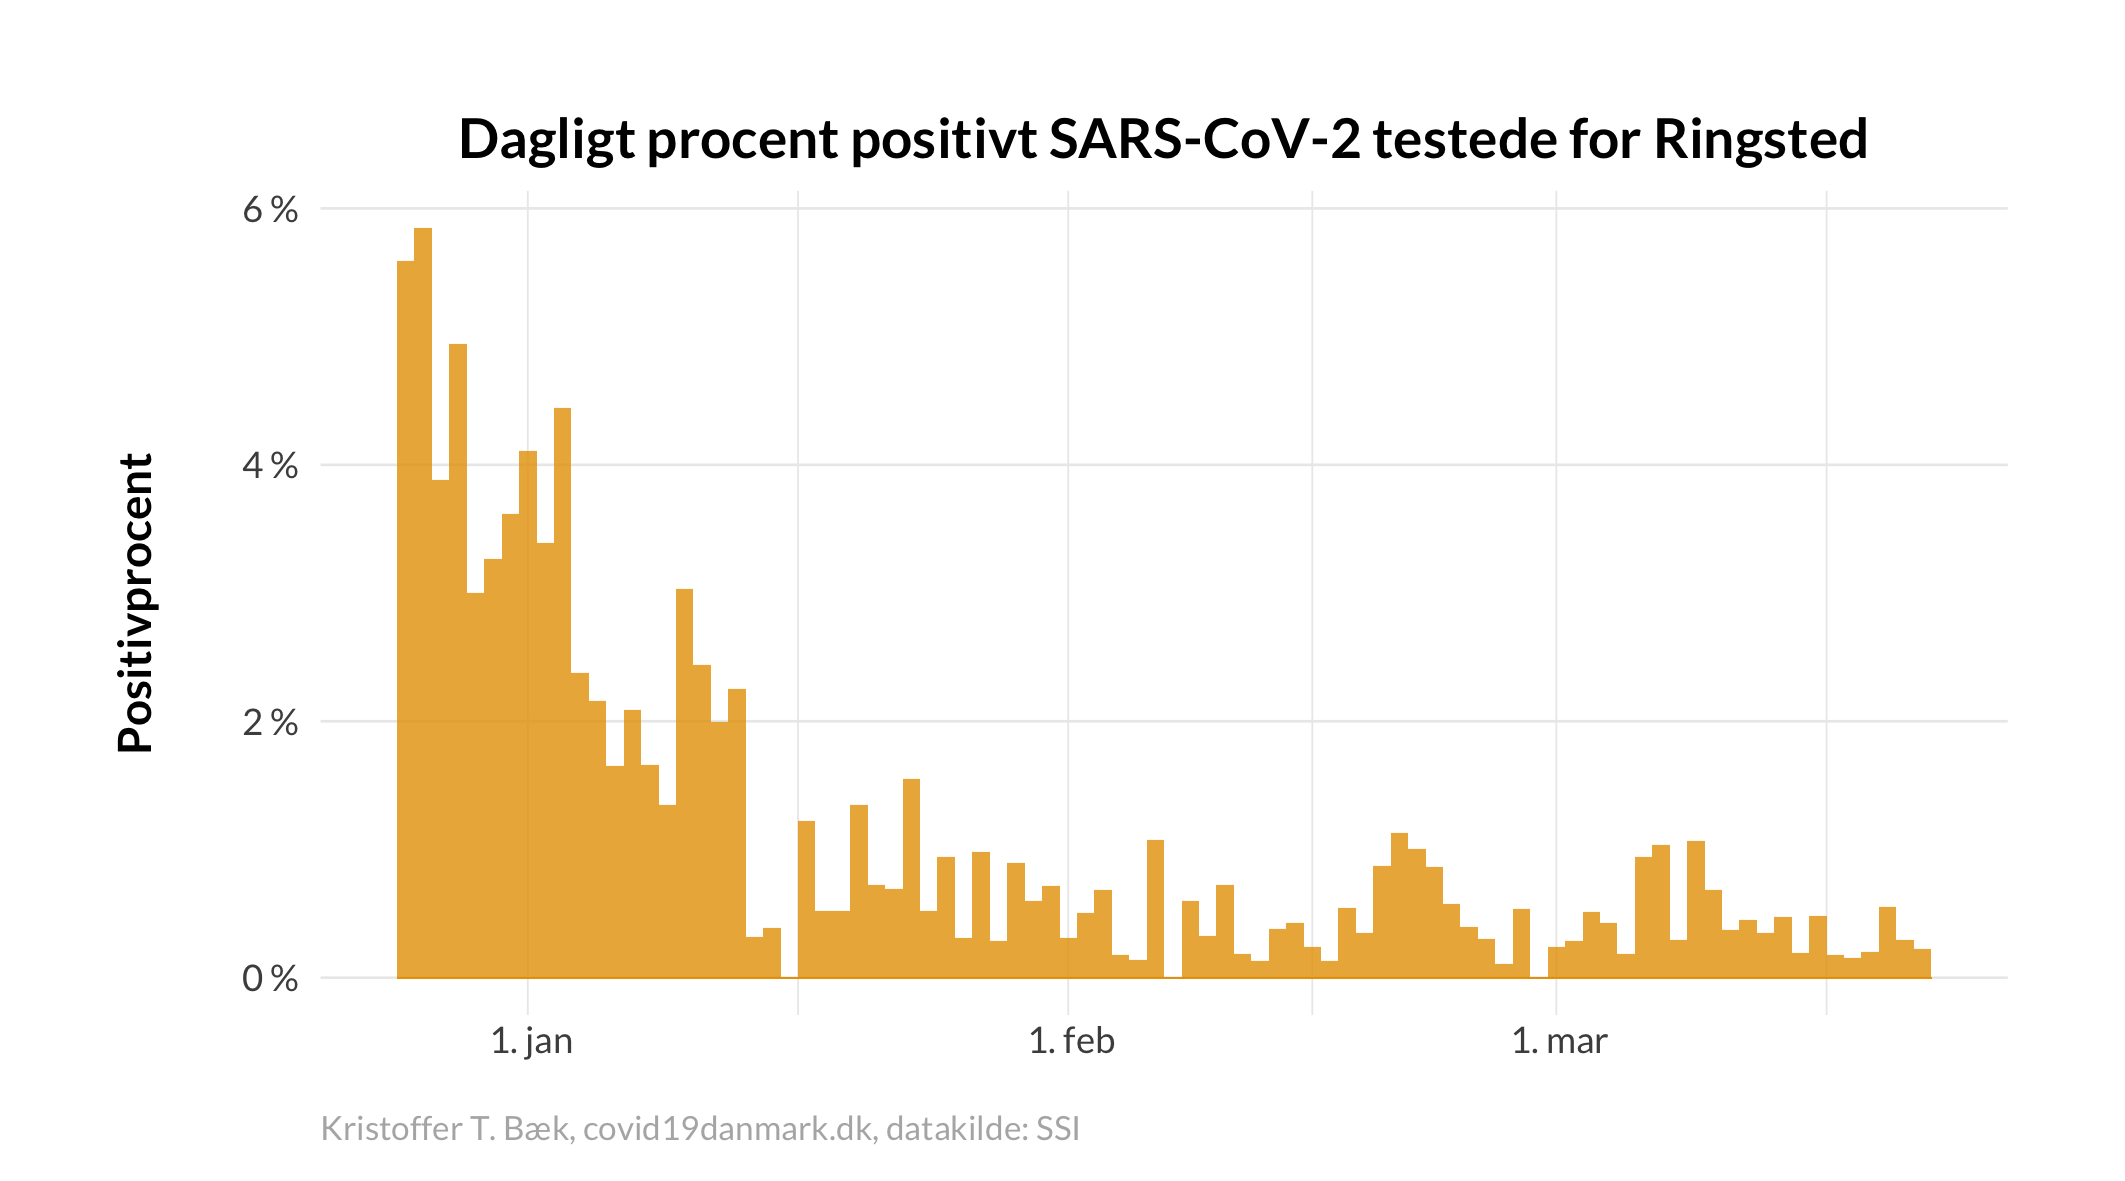 Dagligt procent positivt SARS-CoV-2 testede for Ringsted
Positivprocent
6 %
4 %
2 %
0 %
1. jan
1. feb
1. mar
Kristoffer T. Bæk, covid19danmark.dk, datakilde: SSI